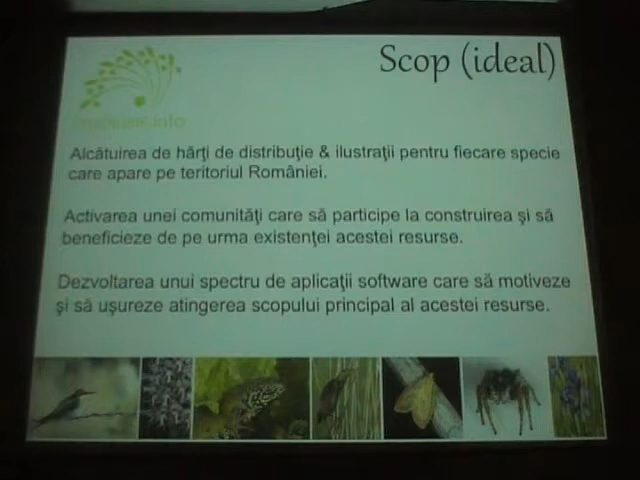 Scop (ideal)
Alcătuirea de hărţi de distribuţie & ilustraţii pentru fiecare specie
care apare pe teritoriul României.
Activarea unei comunităţi care să participe la construirea şi să
beneficieze de pe urma existenţei acestei resurse.
Dezvoltarea unui spectru de aplicaţii software care să motiveze
şi să uşureze atingerea scopului principal al acestei resurse.